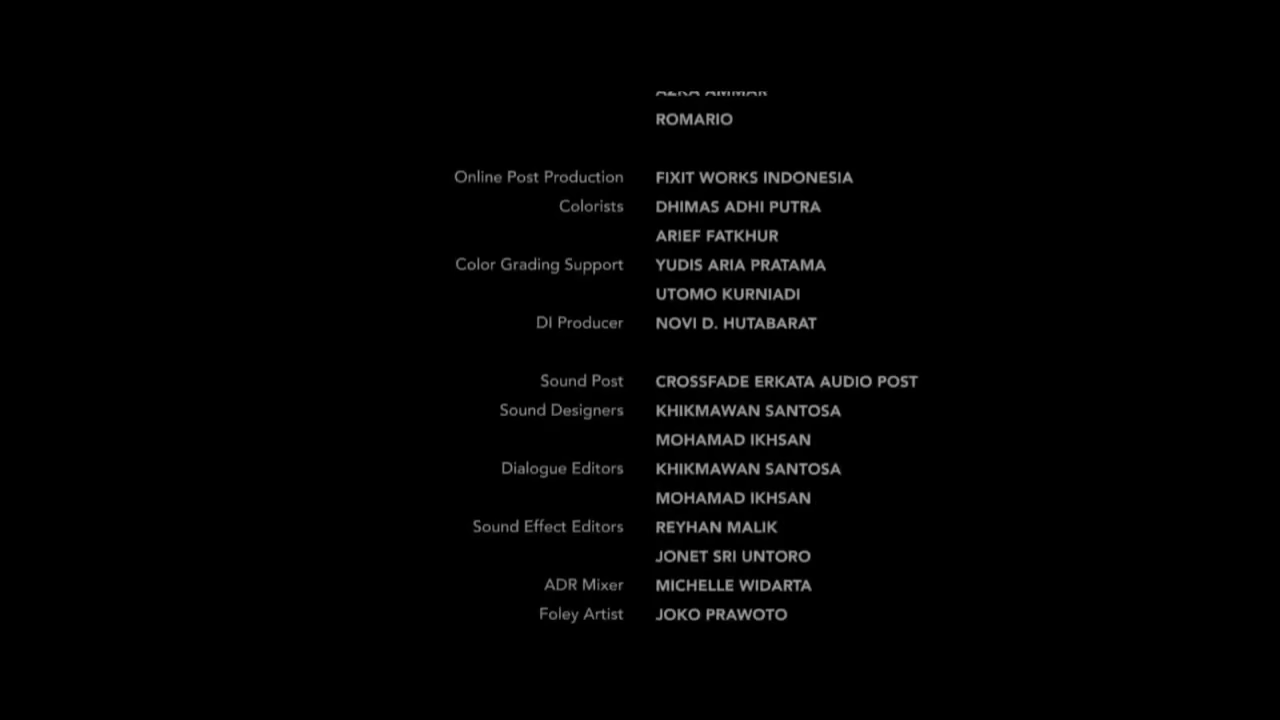 ROMARIO
Online Post Production FIXIT WORKS INDONESIA
Colorists DHIMAS ADHI PUTRA
ARIEF FATKHUR
Color Grading Support YUDIS ARIA PRATAMA
UTOMO KURNIADI
DI Producer NOVI D. HUTABARAT
Sound Post CROSSFADE ERKATA AUDIO POST
Sound Designers KHIKMAWAN SANTOSA
MOHAMAD IKHSAN
Dialogue Editors KHIKMAWAN SANTOSA
MOHAMAD IKHSAN
Sound Effect Editors REYHAN MALIK
JONET SRI UNTORO
ADR Mixer MICHELLE WIDARTA
Foley Artist JOKO PRAWOTO